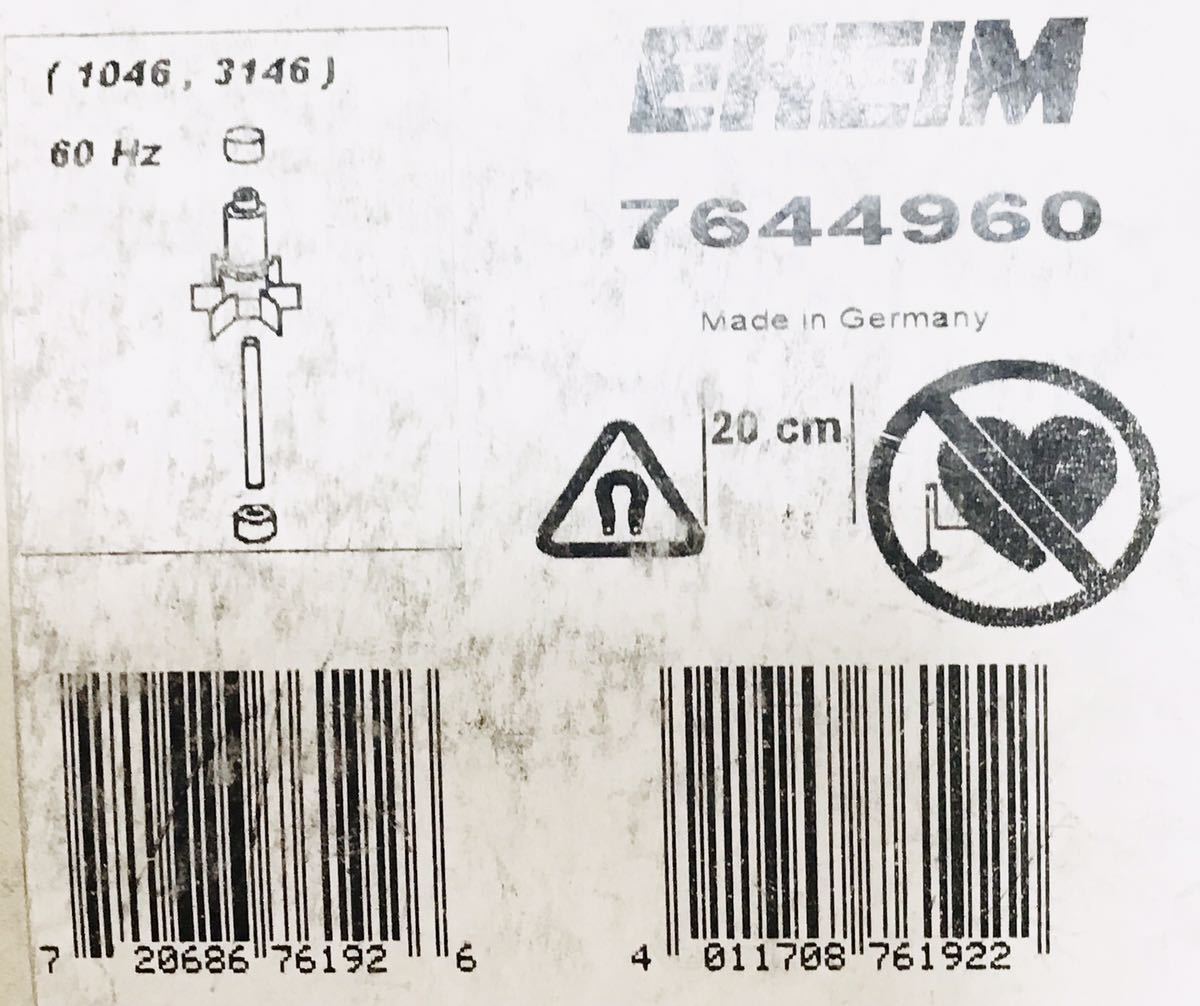 ( 1046, 3146 )
60 Hz
EHEIM
7644960
Made in Germany
20 cm
7 20686 76192 6
4 011708 761922